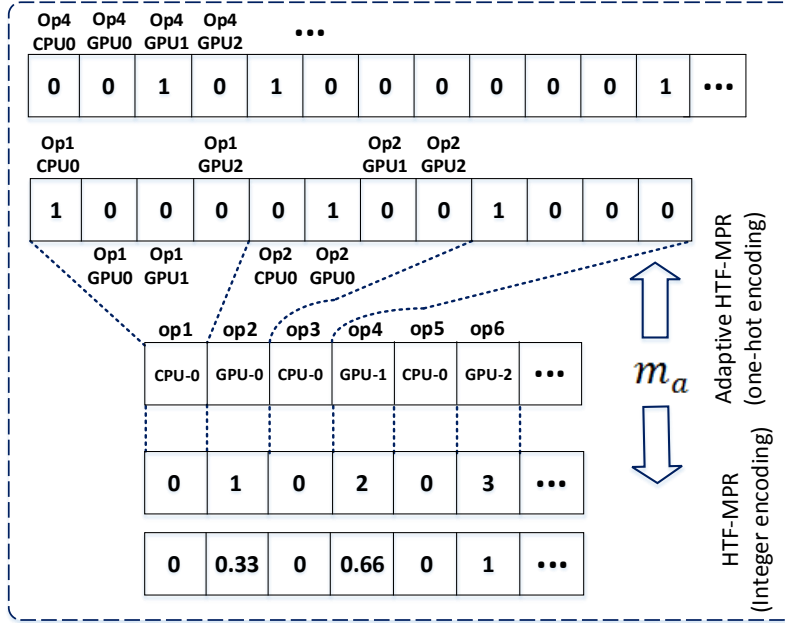 Op4 Op4 Op4 Op4
CPU0 GPU0 GPU1 GPU2 •••
0 0 1 0 1 0 0 0 0 0 0 1 •••
Op1 Op1 Op2 Op2
CPU0 GPU2 GPU1 GPU2
1 0 0 0 0 1 0 0 1 0 0 0
Op1 Op1 Op2 Op2
GPU0 GPU1 CPU0 GPU0
op1 op2 op3 op4 op5 op6
CPU-0 GPU-0 CPU-0 GPU-1 CPU-0 GPU-2 •••
0 1 0 2 0 3 •••
0 0.33 0 0.66 0 1 •••
Adaptive HTF-MPR
(one-hot encoding)
m_a
HTF-MPR
(Integer encoding)